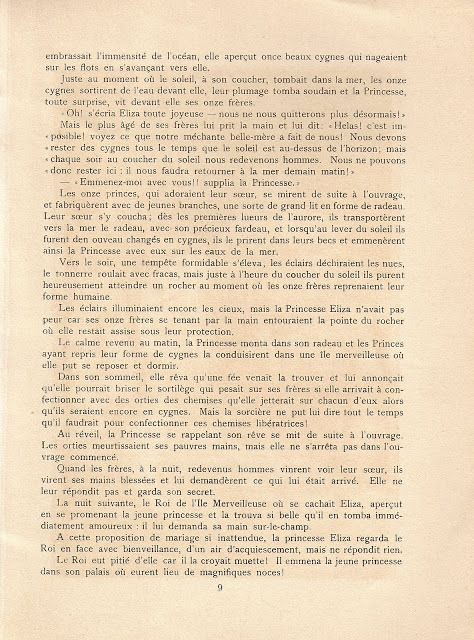 embrassait l'immensité de l'océan, elle aperçut onze beaux cygnes qui nageaient
sur les flots en s'avançant vers elle.
Juste au moment où le soleil, à son coucher, tombait dans la mer, les onze
cygnes sortirent de l'eau devant elle, leur plumage tomba soudain et la Princesse,
toute surprise, vit devant elle ses onze frères.
«Oh! s'écria Eliza toute joyeuse — nous ne nous quitterons plus désormais!»
Mais le plus âgé de ses frères lui prit la main et lui dit: «Helas! c'est im-
»possible! voyez ce que notre méchante belle-mère a fait de nous! Nous devons
»rester des cygnes tous le temps que le soleil est au-dessus de l'horizon; mais
»chaque soir au coucher du soleil nous redevenons hommes. Nous ne pouvons
»donc rester ici : il nous faudra retourner à la mer demain matin!»
— «Emmenez-moi avec vous!! supplia la Princesse.»
Les onze princes, qui adoraient leur sœur, se mirent de suite à l'ouvrage,
et fabriquèrent avec de jeunes branches, une sorte de grand lit en forme de radeau.
Leur sœur s'y coucha; dès les premières lueurs de l'aurore, ils transportèrent
vers la mer le radeau, avec son précieux fardeau, et lorsqu'au lever du soleil ils
furent den ouveau changés en cygnes, ils le prirent dans leurs becs et emmenèrent
ainsi la Princesse avec eux sur les eaux de la mer.
Vers le soir, une tempête formidable s'éleva; les éclairs déchiraient les nues,
le tonnerre roulait avec fracas, mais juste à l'heure du coucher du soleil ils purent
heureusement atteindre un rocher au moment où les onze frères reprenaient leur
forme humaine.
Les éclairs illuminaient encore les cieux, mais la Princesse Eliza n'avait pas
peur car ses onze frères se tenant par la main entouraient la pointe du rocher
où elle restait assise sous leur protection.
Le calme revenu au matin, la Princesse monta dans son radeau et les Princes
ayant repris leur forme de cygnes la conduisirent dans une île merveilleuse où
elle put se reposer et dormir.
Dans son sommeil, elle rêva qu'une fée venait la trouver et lui annonçait
qu'elle pourrait briser le sortilège qui pesait sur ses frères si elle arrivait à con-
fectionner avec des orties des chemises qu'elle jetterait sur chacun d'eux alors
qu'ils seraient encore en cygnes. Mais la sorcière ne put lui dire tout le temps
qu'il faudrait pour confectionner ces chemises libératrices!
Au réveil, la Princesse se rappelant son rêve se mit de suite à l'ouvrage.
Les orties meurtissaient ses pauvres mains, mais elle ne s'arrêta pas dans l'ou-
vrage commencé.
Quand les frères, à la nuit, redevenus hommes vinrent voir leur sœur, ils
virent ses mains blessées et lui demandèrent ce qui lui était arrivé. Elle ne
leur répondit pas et garda son secret.
La nuit suivante, le Roi de l'Ile Merveilleuse où se cachait Eliza, aperçut
en se promenant la jeune princesse et la trouva si belle qu'il en tomba immé-
diatement amoureux : il lui demanda sa main sur-le-champ.
A cette proposition de mariage si inattendue, la princesse Eliza regarda le
Roi en face avec bienveillance, d'un air d'acquiescement, mais ne répondit rien.
Le Roi eut pitié d'elle car il la croyait muette! Il emmena la jeune princesse
dans son palais où eurent lieu de magnifiques noces!
9